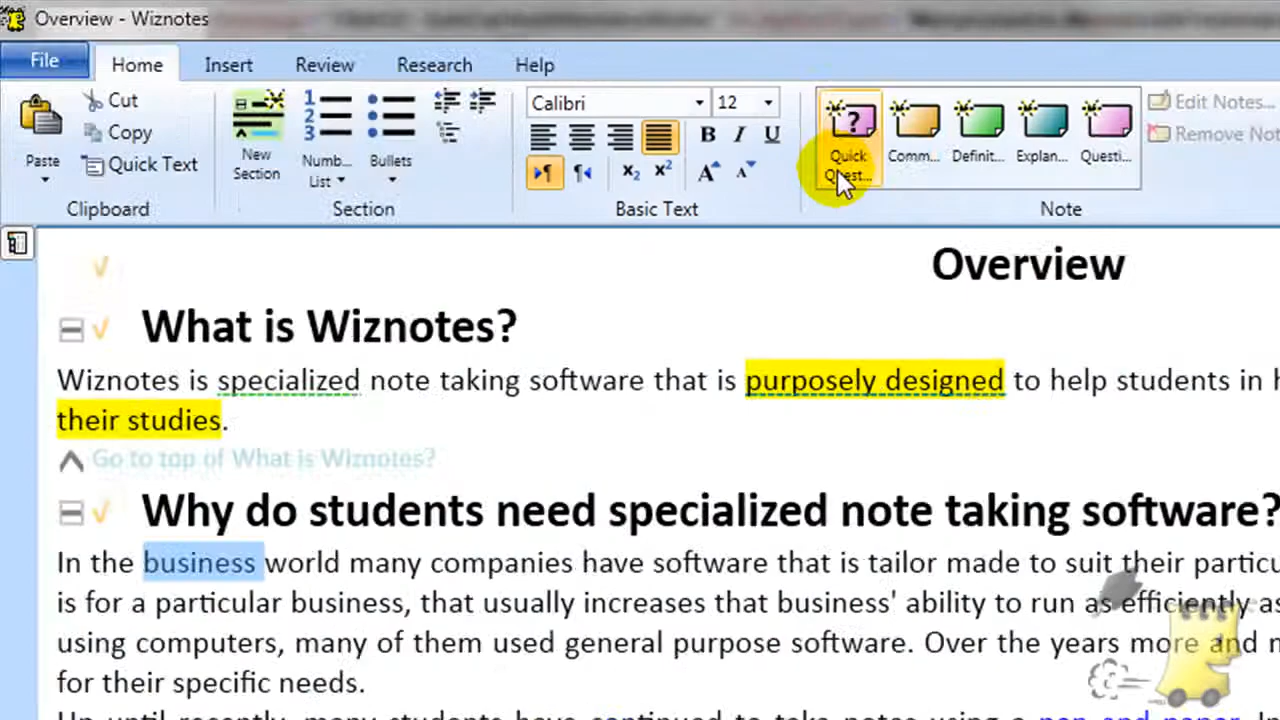 Overview - Wiznotes
File Home Insert Review Research Help
Cut
Copy
Quick Text
Paste
Clipboard
New
Section
1
2
3
Numb...
List
Bullets
Section
Calibri 12
B I U
x₂ x² A A
Basic Text
?
Quick
Quest...
Comm...
Definit...
Explan...
Questi...
Edit Notes...
Remove Not
Note
Overview
What is Wiznotes?
Wiznotes is specialized note taking software that is purposely designed to help students in h
their studies.
Go to top of What is Wiznotes?
Why do students need specialized note taking software?
In the business world many companies have software that is tailor made to suit their particu
is for a particular business, that usually increases that business' ability to run as efficiently as
using computers, many of them used general purpose software. Over the years more and m
for their specific needs.
Up until recently, many students have continued to take notes using a pen and paper. I